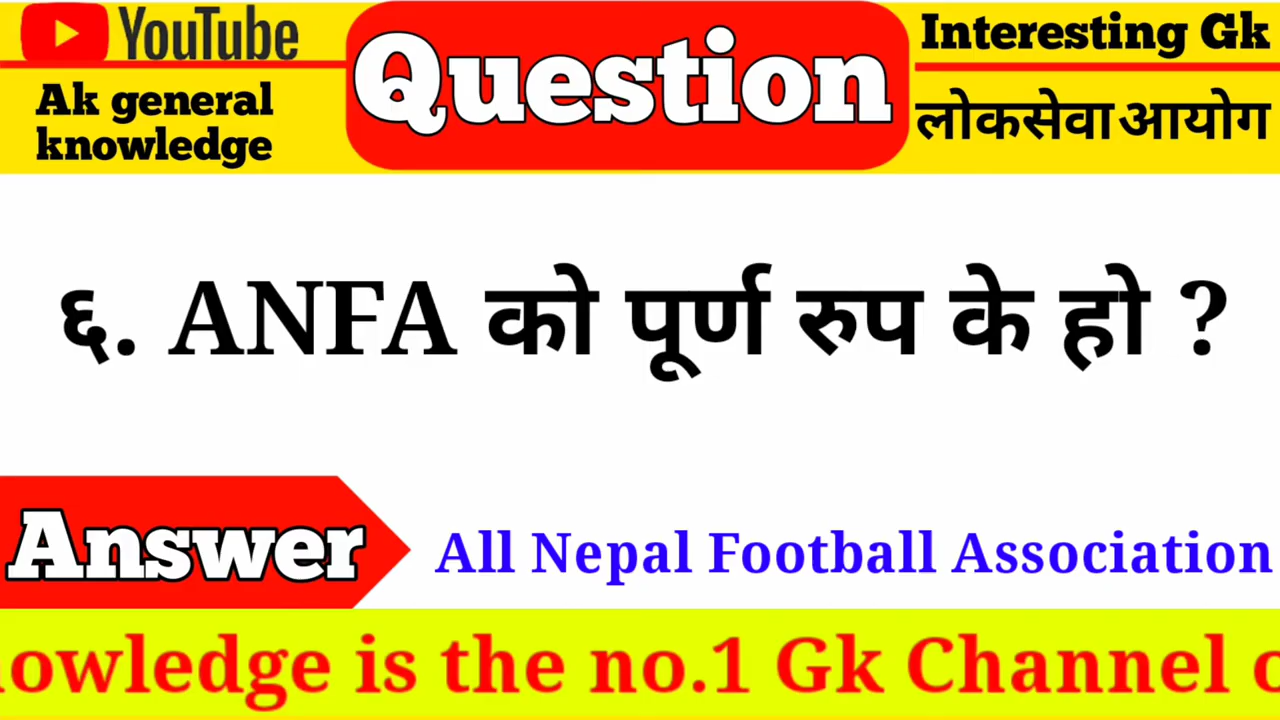 YouTube
Ak general
knowledge
Question
Interesting Gk
लोकसेवा आयोग
६. ANFA को पूर्ण रुप के हो ?
Answer
All Nepal Football Association
is the no.1 Gk Channel